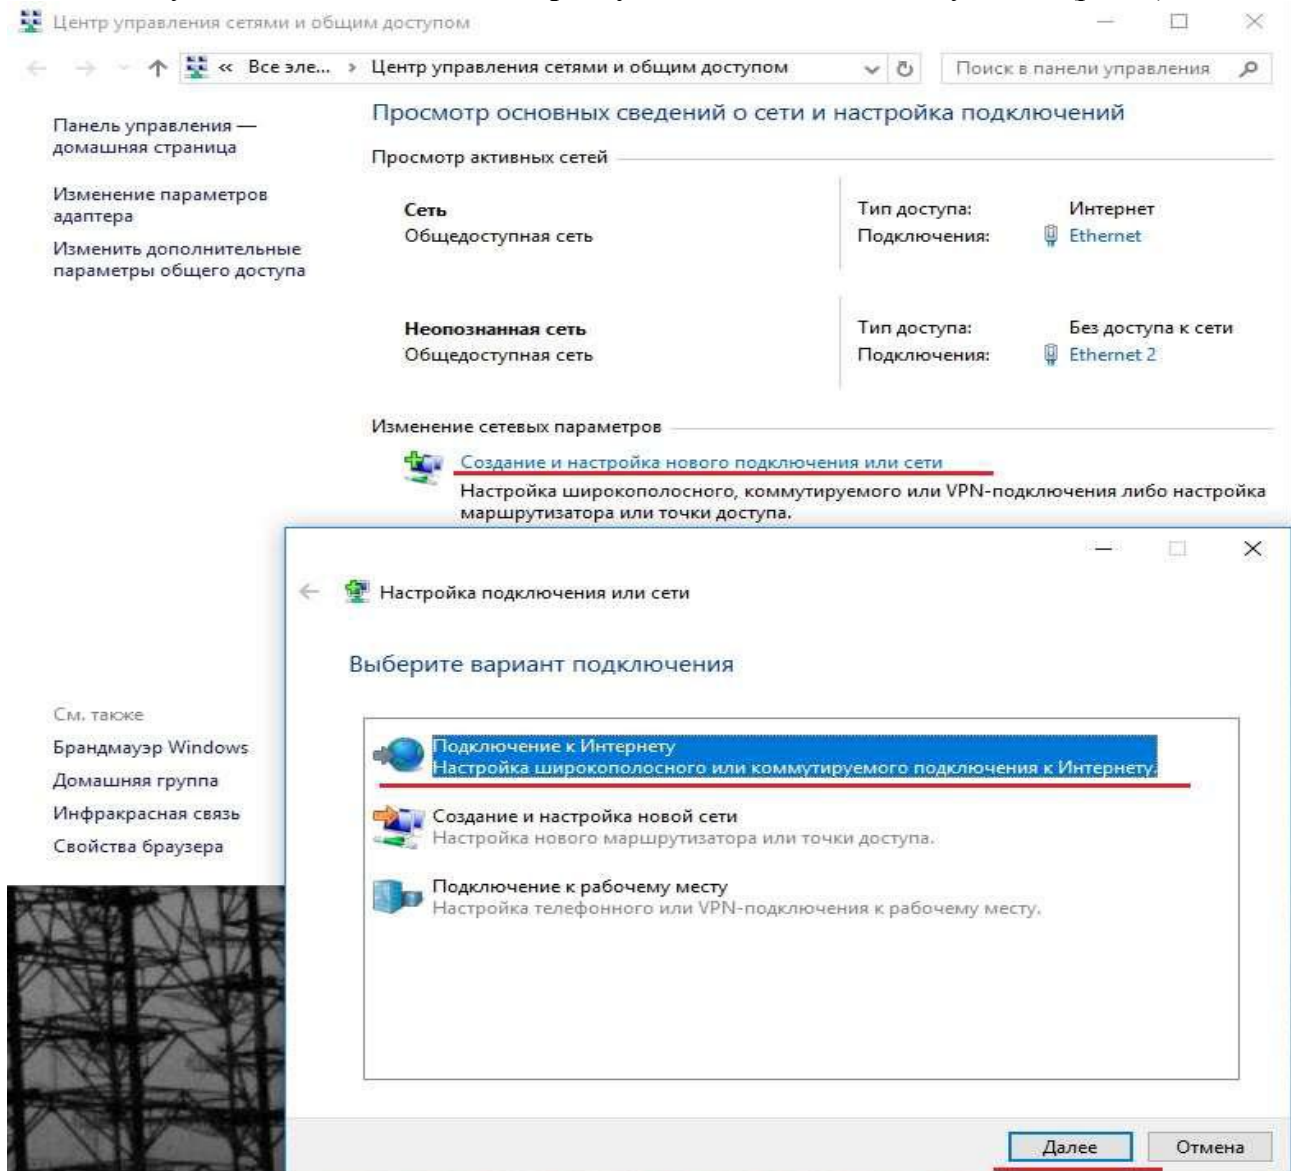 Центр управления сетями и общим доступом
« Все эле... › Центр управления сетями и общим доступом
Поиск в панели управления
Панель управления —
домашняя страница
Изменение параметров
адаптера
Изменить дополнительные
параметры общего доступа
Просмотр основных сведений о сети и настройка подключений
Просмотр активных сетей
Сеть
Общедоступная сеть
Тип доступа: Интернет
Подключения: Ethernet
Неопознанная сеть
Общедоступная сеть
Тип доступа: Без доступа к сети
Подключения: Ethernet 2
Изменение сетевых параметров
Создание и настройка нового подключения или сети
Настройка широкополосного, коммутируемого или VPN-подключения либо настройка
маршрутизатора или точки доступа.
См. также
Брандмауэр Windows
Домашняя группа
Инфракрасная связь
Свойства браузера
Настройка подключения или сети
Выберите вариант подключения
Подключение к Интернету
Настройка широкополосного или коммутируемого подключения к Интернету.
Создание и настройка новой сети
Настройка нового маршрутизатора или точки доступа.
Подключение к рабочему месту
Настройка телефонного или VPN-подключения к рабочему месту.
Далее
Отмена